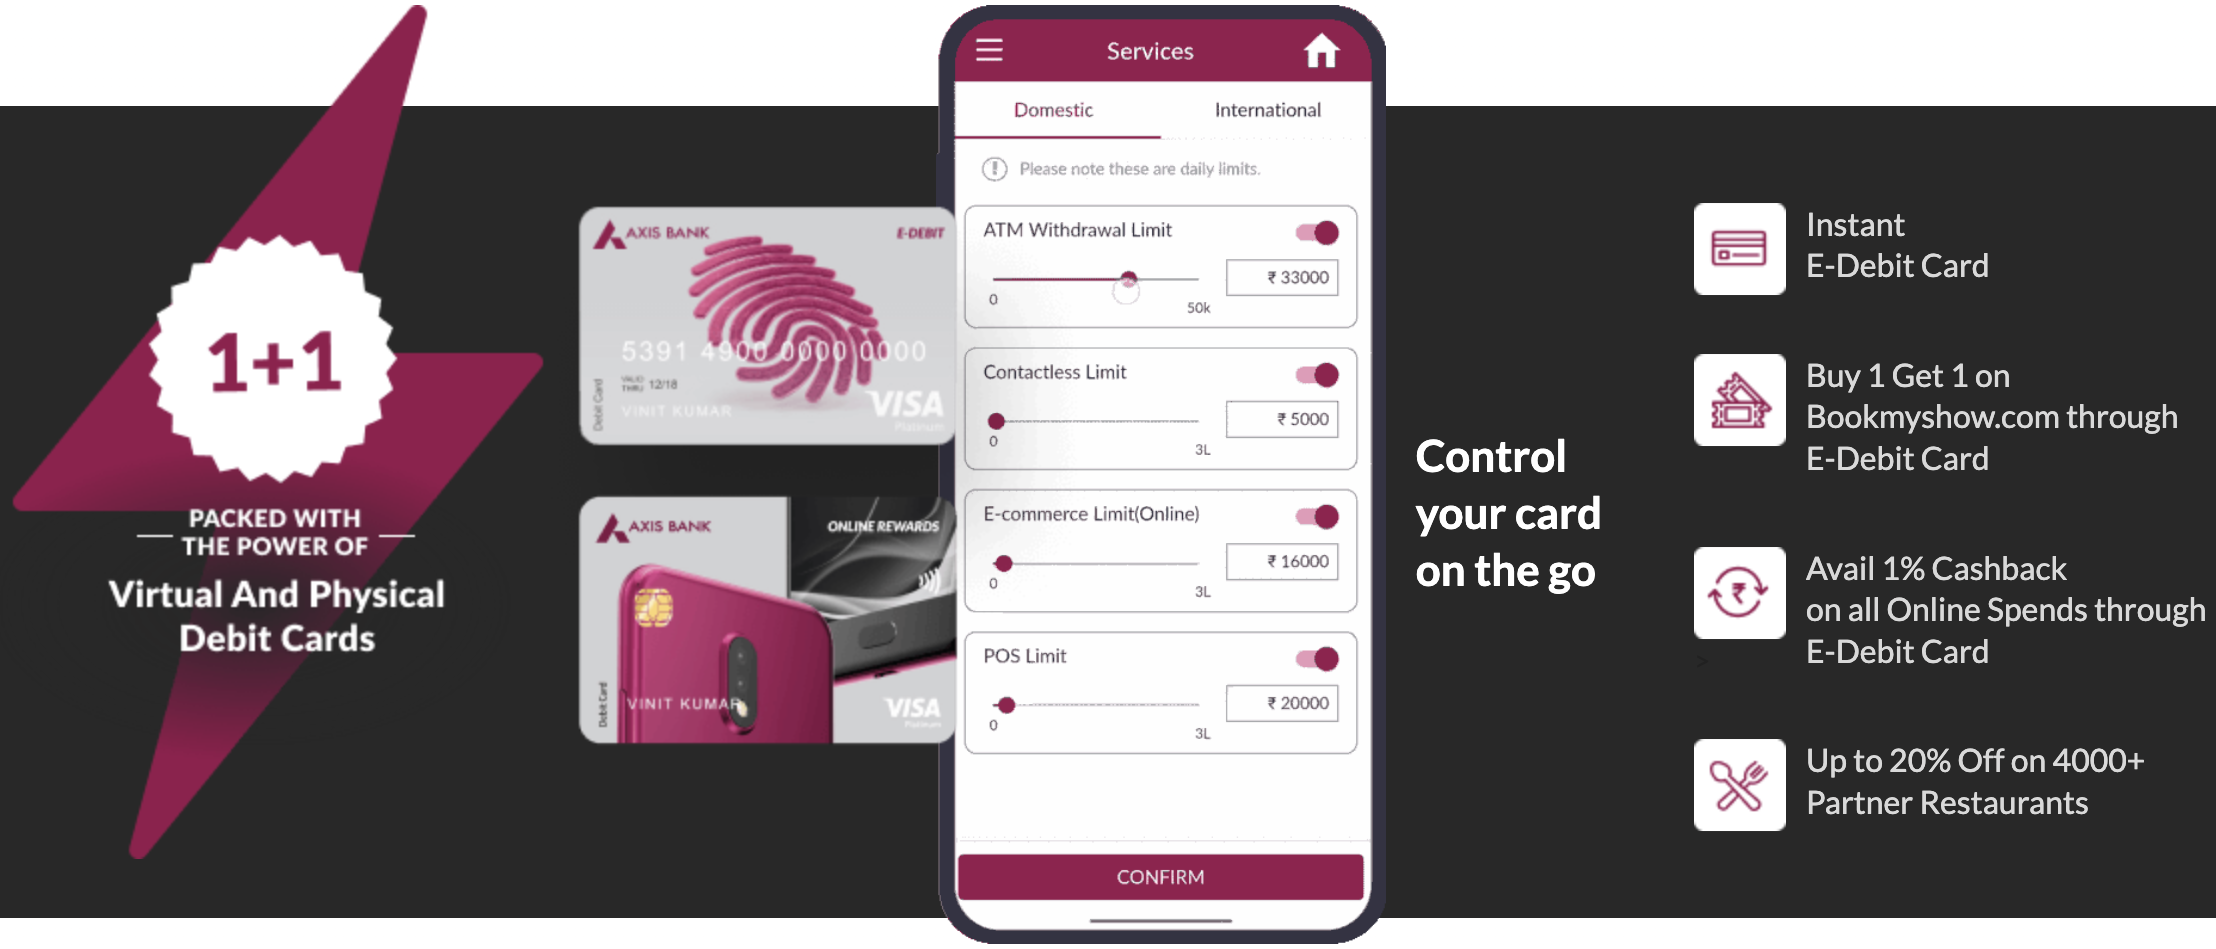 1+1
PACKED WITH
THE POWER OF
Virtual And Physical
Debit Cards
AXIS BANK
E-DEBIT
5391 4900 0000 0000
VALID
THRU 12/18
Debit Card
VINIT KUMAR
VISA
Platinum
AXIS BANK
ONLINE REWARDS
Debit Card
VINIT KUMAR
VISA
Platinum
Services
Domestic International
Please note these are daily limits.
ATM Withdrawal Limit
₹ 33000
0
50k
Contactless Limit
₹ 5000
0
3L
E-commerce Limit(Online)
₹ 16000
0
3L
POS Limit
₹ 20000
0
3L
CONFIRM
Control
your card
on the go
Instant
E-Debit Card
Buy 1 Get 1 on
Bookmyshow.com through
E-Debit Card
Avail 1% Cashback
on all Online Spends through
E-Debit Card
>
Up to 20% Off on 4000+
Partner Restaurants